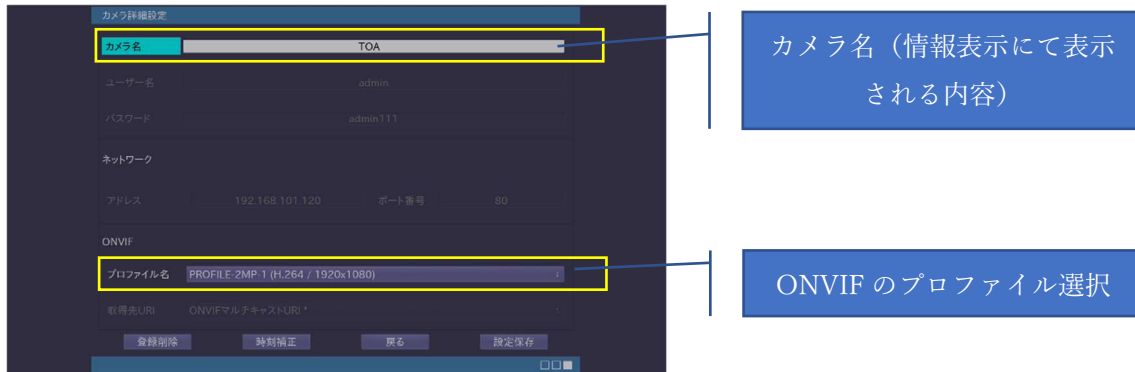 カメラ詳細設定
カメラ名 TOA
ユーザー名 admin
パスワード admin111
ネットワーク
アドレス 192.168.101.120 ポート番号 80
ONVIF
プロファイル名 PROFILE-2MP-1 (H.264 / 1920x1080)
取得先URI ONVIFマルチキャストURI *
登録削除 時刻補正 戻る 設定保存
カメラ名（情報表示にて表示
される内容）
ONVIF のプロファイル選択